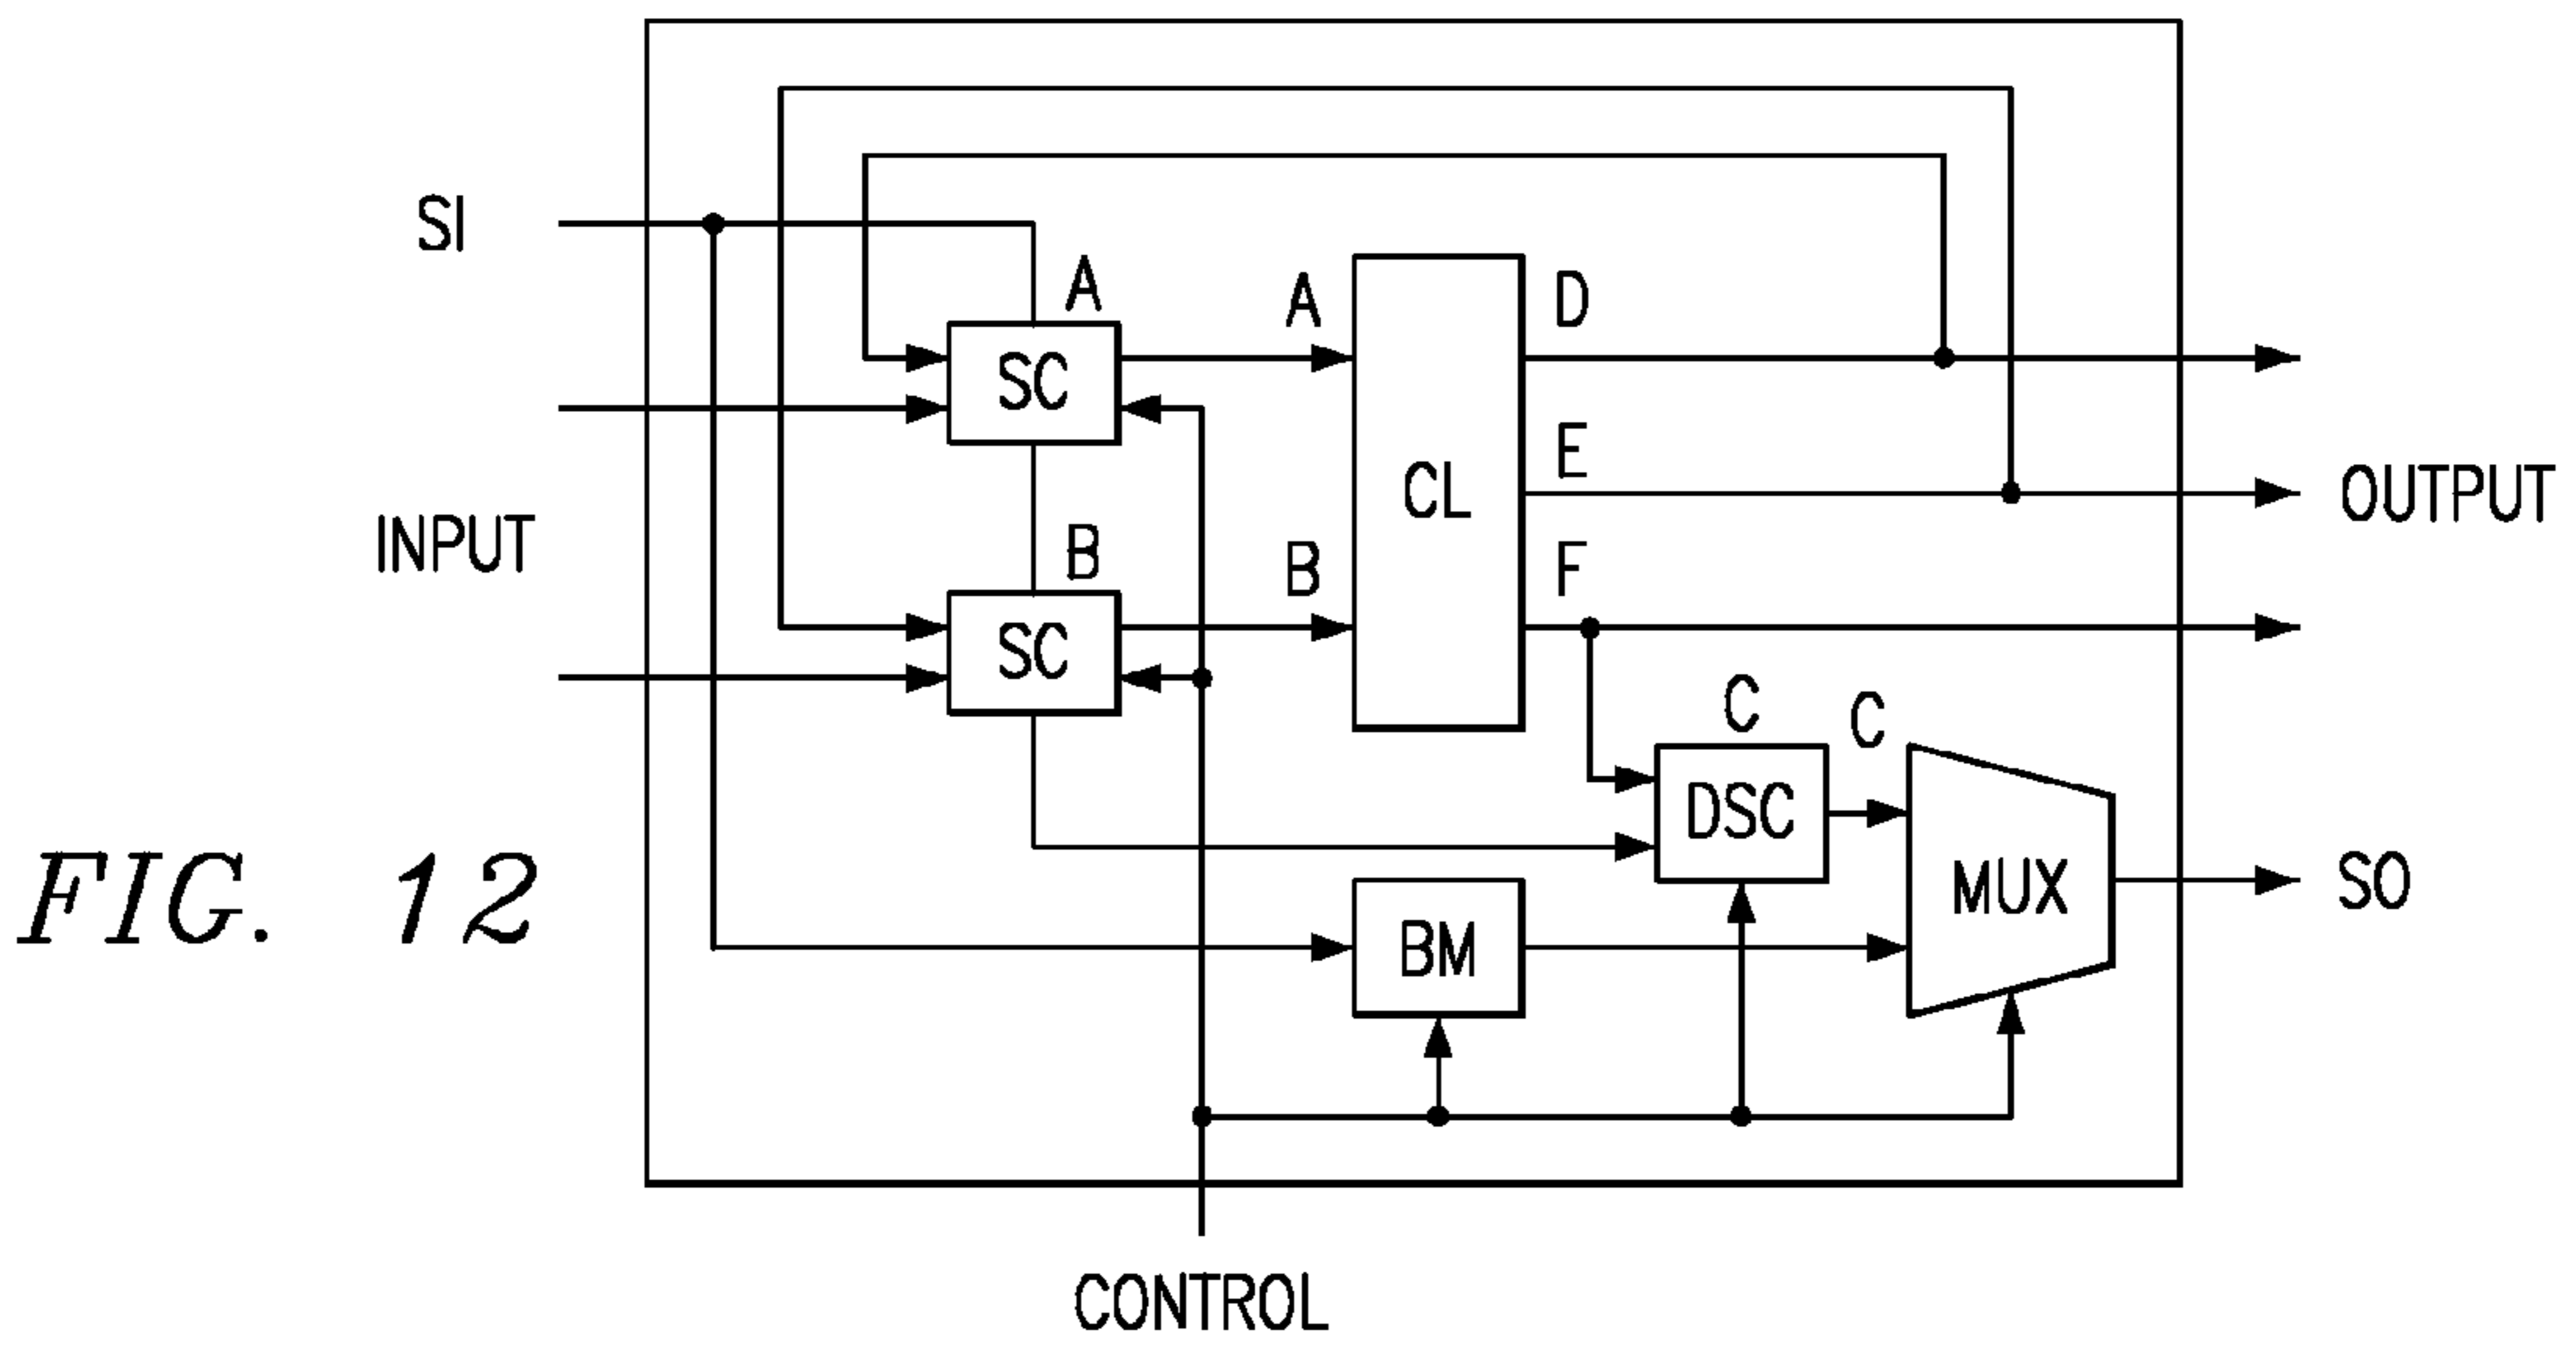 SI
A
A
D
SC
CL
E
OUTPUT
INPUT
B
B
F
SC
C
C
DSC
MUX
SO
BM
FIG. 12
CONTROL